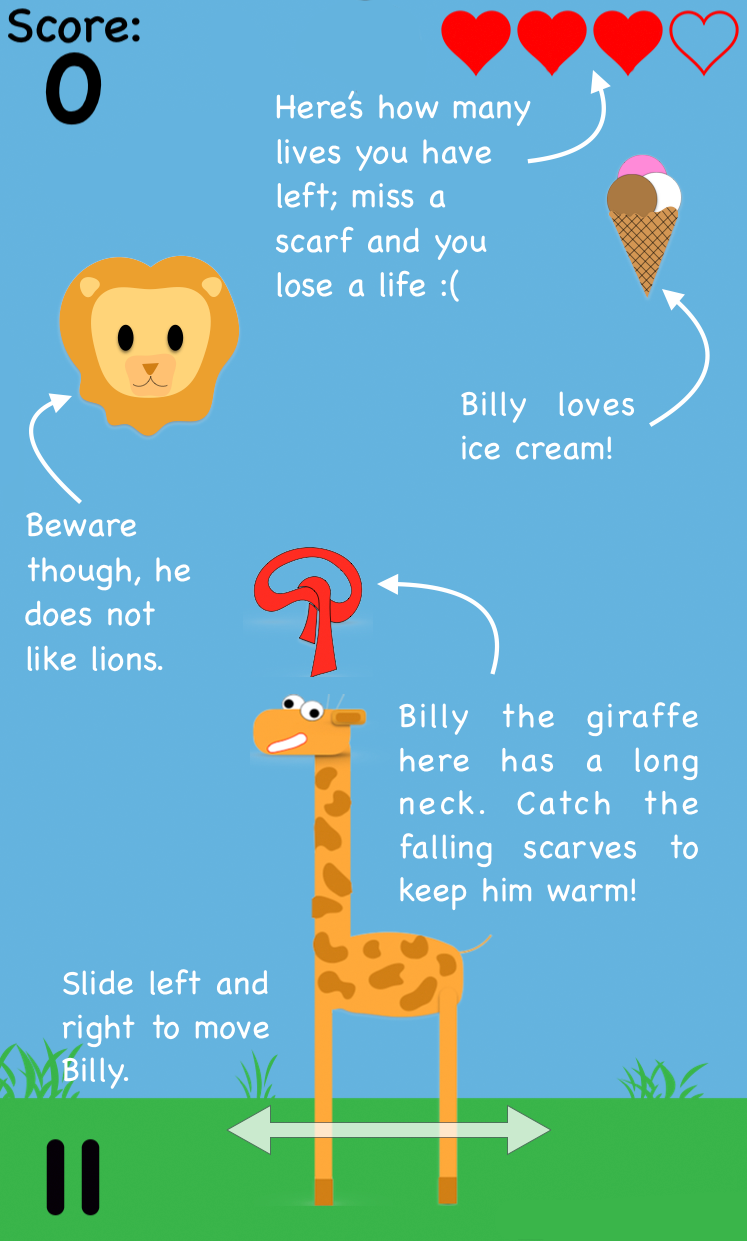 Score:
0
Here's how many
lives you have
left; miss a
scarf and you
lose a life :(
Billy loves
ice cream!
Beware
though, he
does not
like lions.
Billy the giraffe
here has a long
neck. Catch the
falling scarves to
keep him warm!
Slide left and
right to move
Billy.